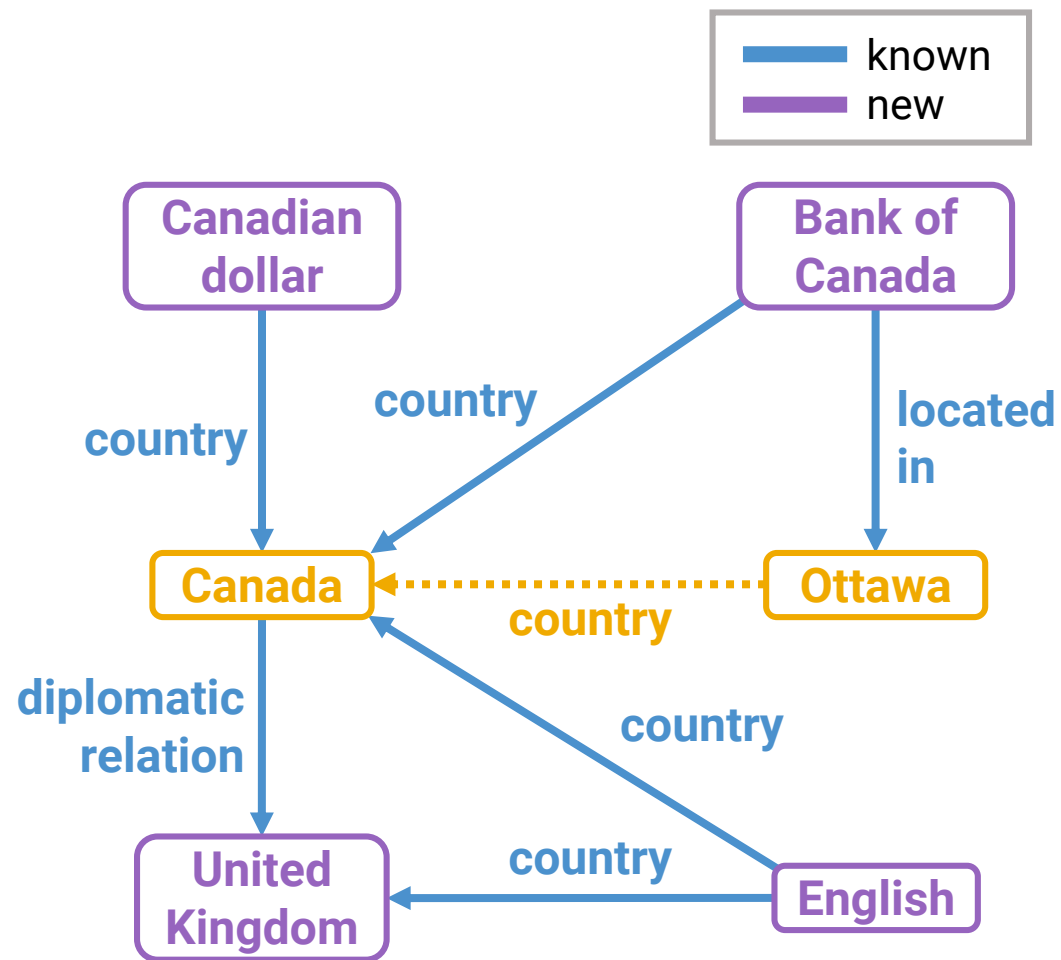 known
new
Canadian
dollar
Bank of
Canada
country
country
located
in
Canada
country
Ottawa
diplomatic
relation
country
United
Kingdom
country
English